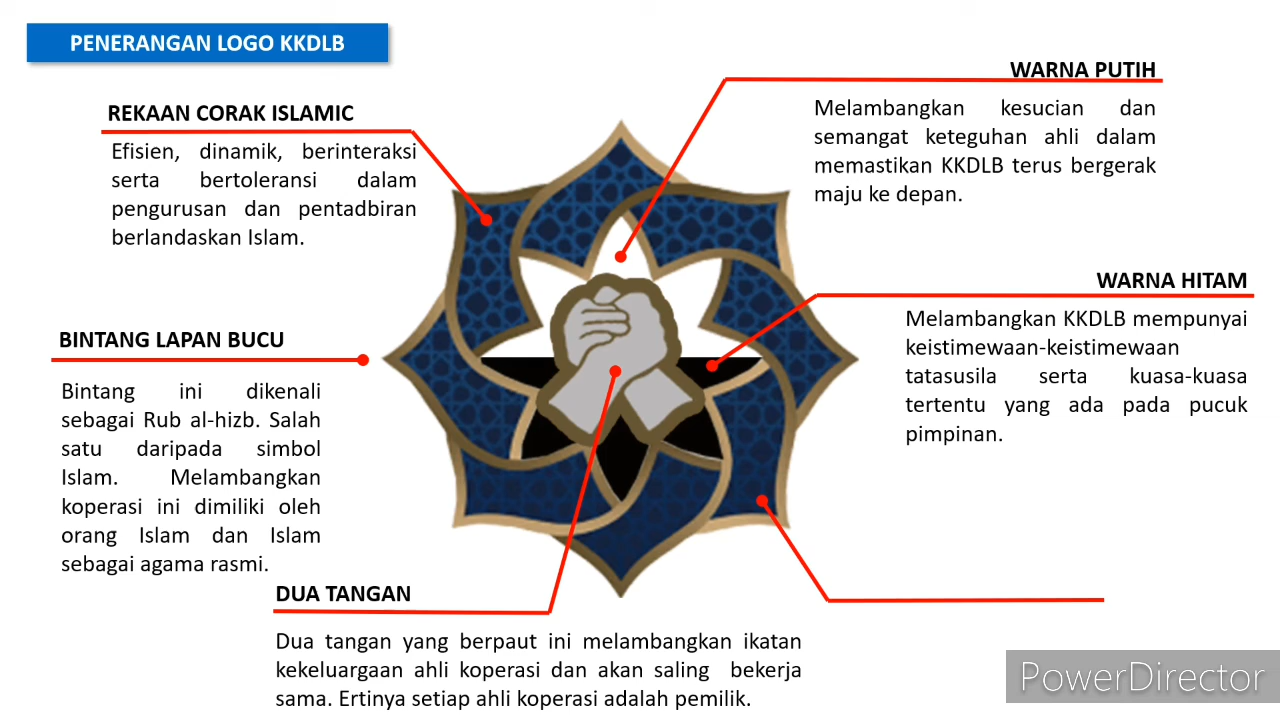 PENERANGAN LOGO KKDLB
REKAAN CORAK ISLAMIC
Efisien, dinamik, berinteraksi
serta bertoleransi dalam
pengurusan dan pentadbiran
berlandaskan Islam.
WARNA PUTIH
Melambangkan kesucian dan
semangat keteguhan ahli dalam
memastikan KKDLB terus bergerak
maju ke depan.
BINTANG LAPAN BUCU
Bintang ini dikenali
sebagai Rub al-hizb. Salah
satu daripada simbol
Islam. Melambangkan
koperasi ini dimiliki oleh
orang Islam dan Islam
sebagai agama rasmi.
WARNA HITAM
Melambangkan KKDLB mempunyai
keistimewaan-keistimewaan
tatasusila serta kuasa-kuasa
tertentu yang ada pada pucuk
pimpinan.
DUA TANGAN
Dua tangan yang berpaut ini melambangkan ikatan
kekeluargaan ahli koperasi dan akan saling bekerja
sama. Ertinya setiap ahli koperasi adalah pemilik.
PowerDirector